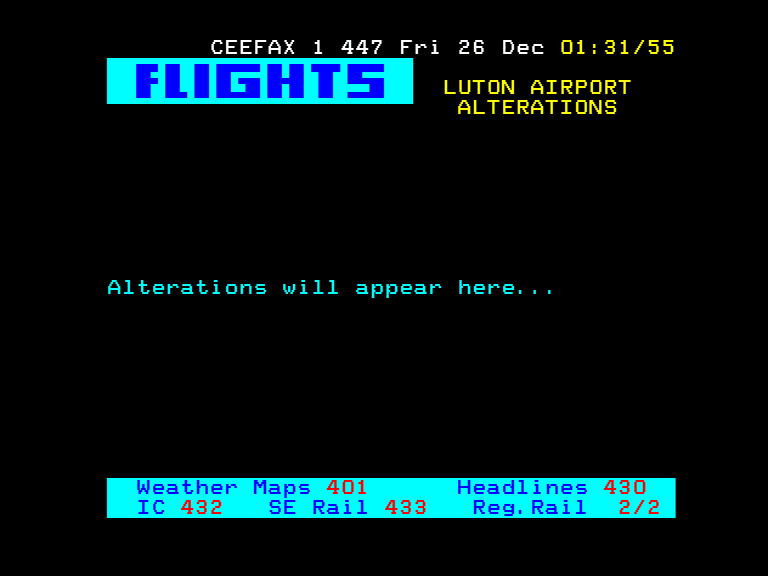 CEEFAX 1 447 Fri 26 Dec 01:31/55
FLIGHTS
LUTON AIRPORT
ALTERATIONS
Alterations will appear here...
Weather Maps 401 Headlines 430
IC 432 SE Rail 433 Reg.Rail 2/2